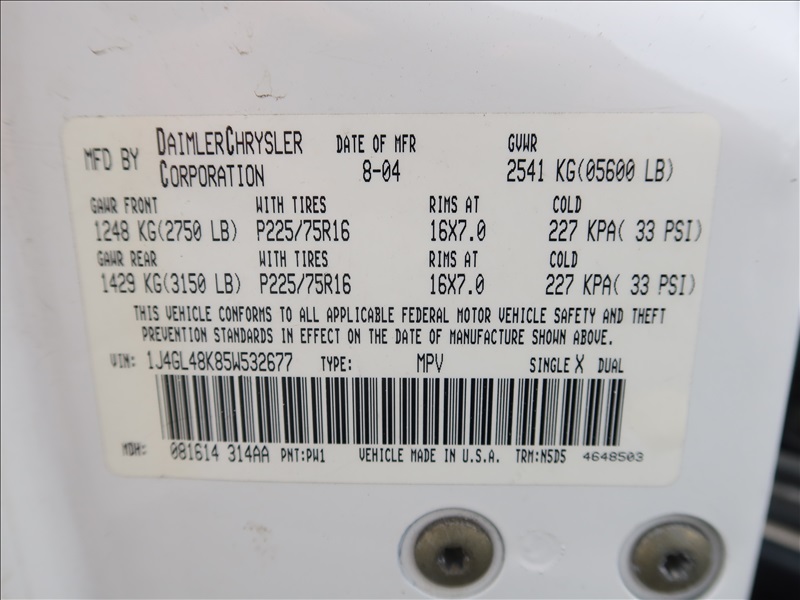 MFD BY DAIMLERCHRYSLER CORPORATION DATE OF MFR 8-04 GVWR 2541 KG(05600 LB)
GAWR FRONT WITH TIRES RIMS AT COLD
1248 KG(2750 LB) P225/75R16 16X7.0 227 KPA( 33 PSI)
GAWR REAR WITH TIRES RIMS AT COLD
1429 KG(3150 LB) P225/75R16 16X7.0 227 KPA( 33 PSI)
THIS VEHICLE CONFORMS TO ALL APPLICABLE FEDERAL MOTOR VEHICLE SAFETY AND THEFT
PREVENTION STANDARDS IN EFFECT ON THE DATE OF MANUFACTURE SHOWN ABOVE.
VIN: 1J4GL48K85W532677 TYPE: MPV SINGLE X DUAL
MDH: 081614 314AA PNT:PW1 VEHICLE MADE IN U.S.A. TRM:N5D5 4648503